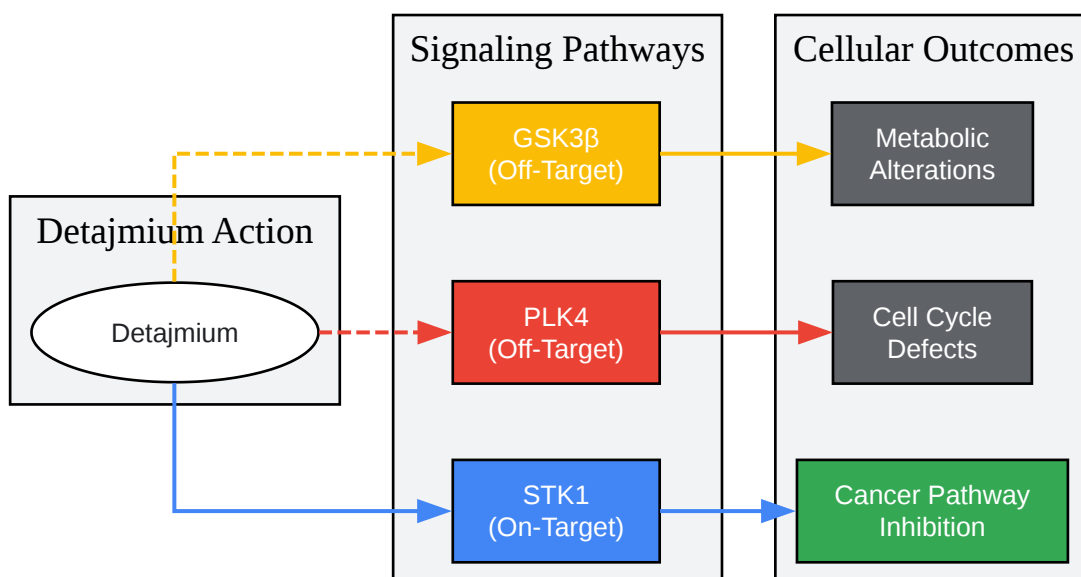 Signaling Pathways
Cellular Outcomes
GSK3β
(Off-Target)
Metabolic
Alterations
Detajmium Action
Detajmium
PLK4
(Off-Target)
Cell Cycle
Defects
STK1
(On-Target)
Cancer Pathway
Inhibition